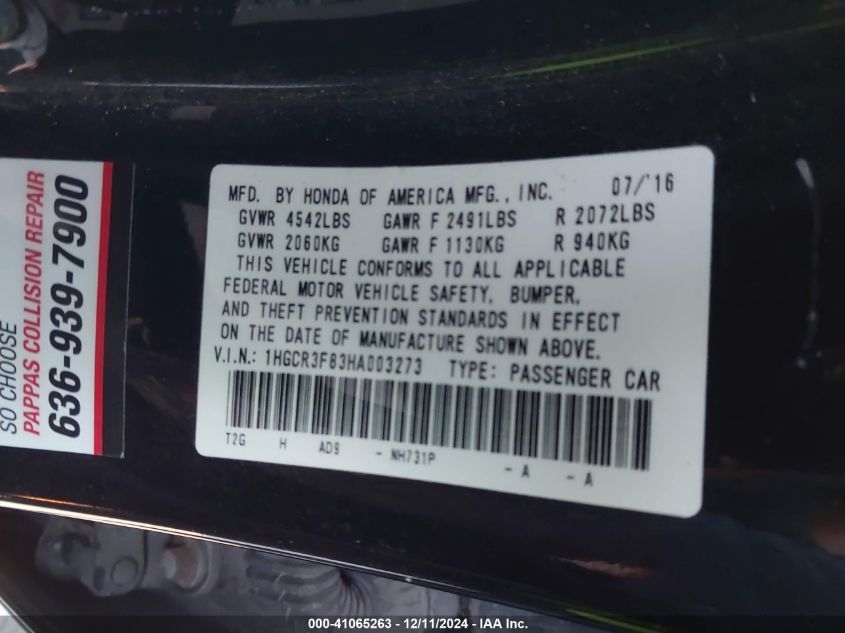 SO CHOOSE
PAPPAS COLLISION REPAIR
636-939-7900
MFD. BY HONDA OF AMERICA MFG., INC. 07/'16
GVWR 4542LBS GAWR F 2491LBS R 2072LBS
GVWR 2060KG GAWR F 1130KG R 940KG
THIS VEHICLE CONFORMS TO ALL APPLICABLE
FEDERAL MOTOR VEHICLE SAFETY, BUMPER,
AND THEFT PREVENTION STANDARDS IN EFFECT
ON THE DATE OF MANUFACTURE SHOWN ABOVE.
V.I.N.: 1HGCR3F83HA003273 TYPE: PASSENGER CAR
T2G H AD9 - NH731P - A - A
000-41065263 - 12/11/2024 - IAA Inc.